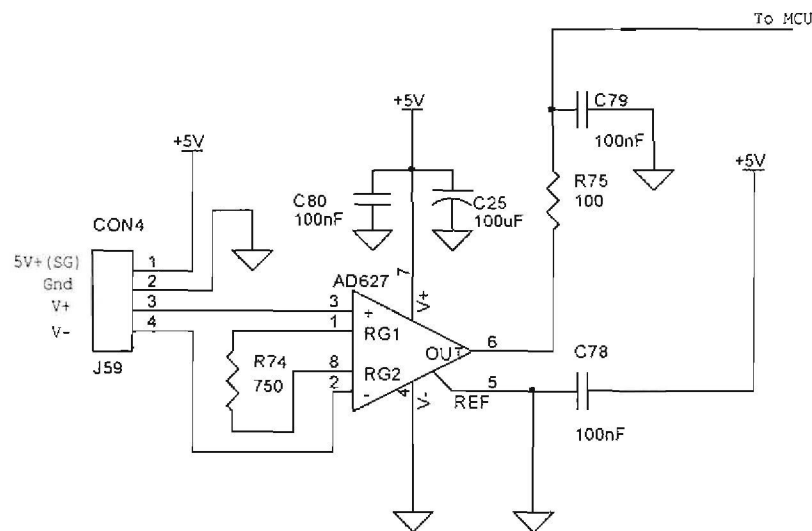 To MCU
+5V
C79
100nF
+5V
+5V
R75
100
C80
100nF
C25
100uF
CON4
5V+(SG)
1
Gnd
2
V+
3
V-
4
J59
7
V+
AD627
3
+
1
RG1
R74
750
8
RG2
2
-
OUT
6
4
V-
REF
5
C78
100nF